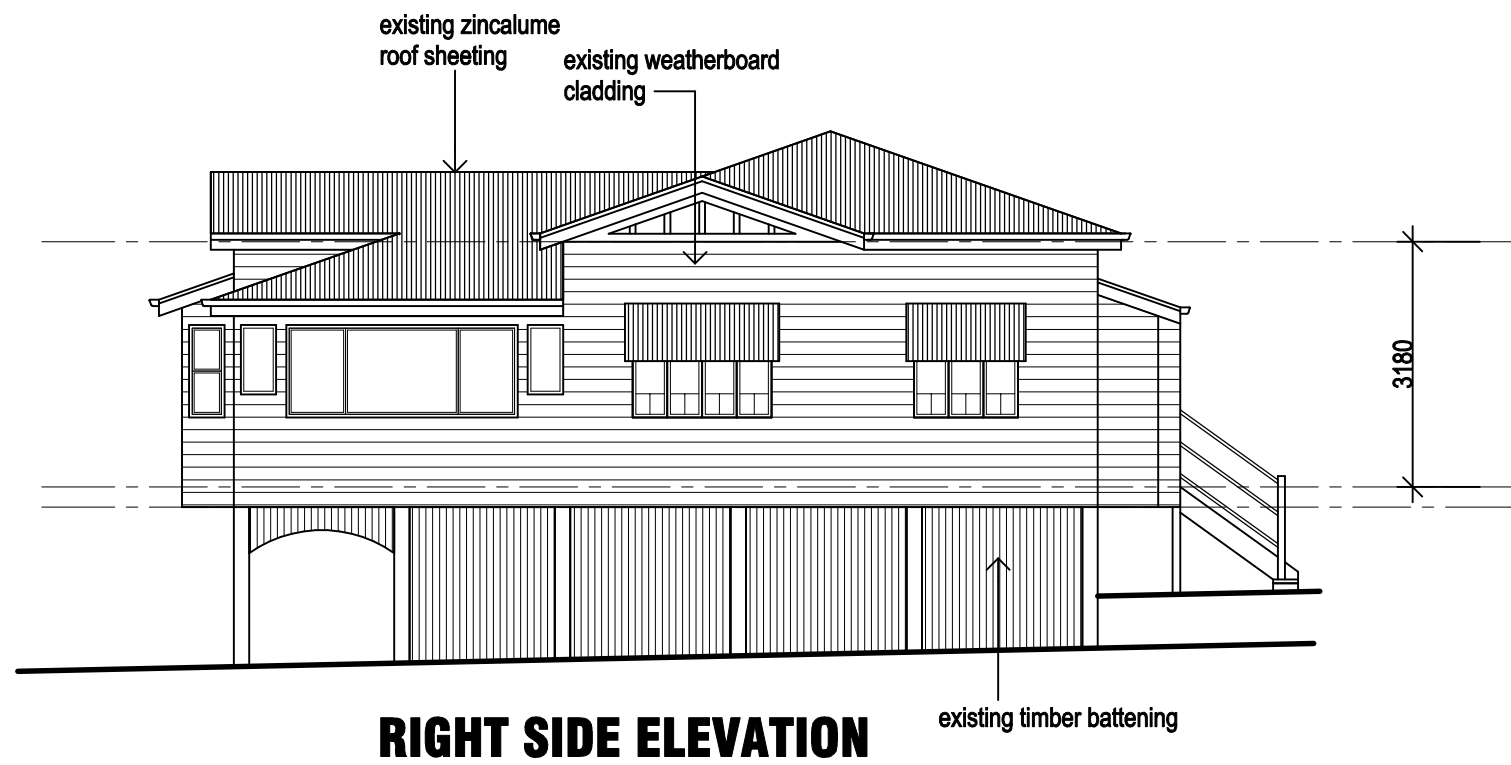 existing zincalume
roof sheeting
existing weatherboard
cladding
3180
existing timber battening
RIGHT SIDE ELEVATION